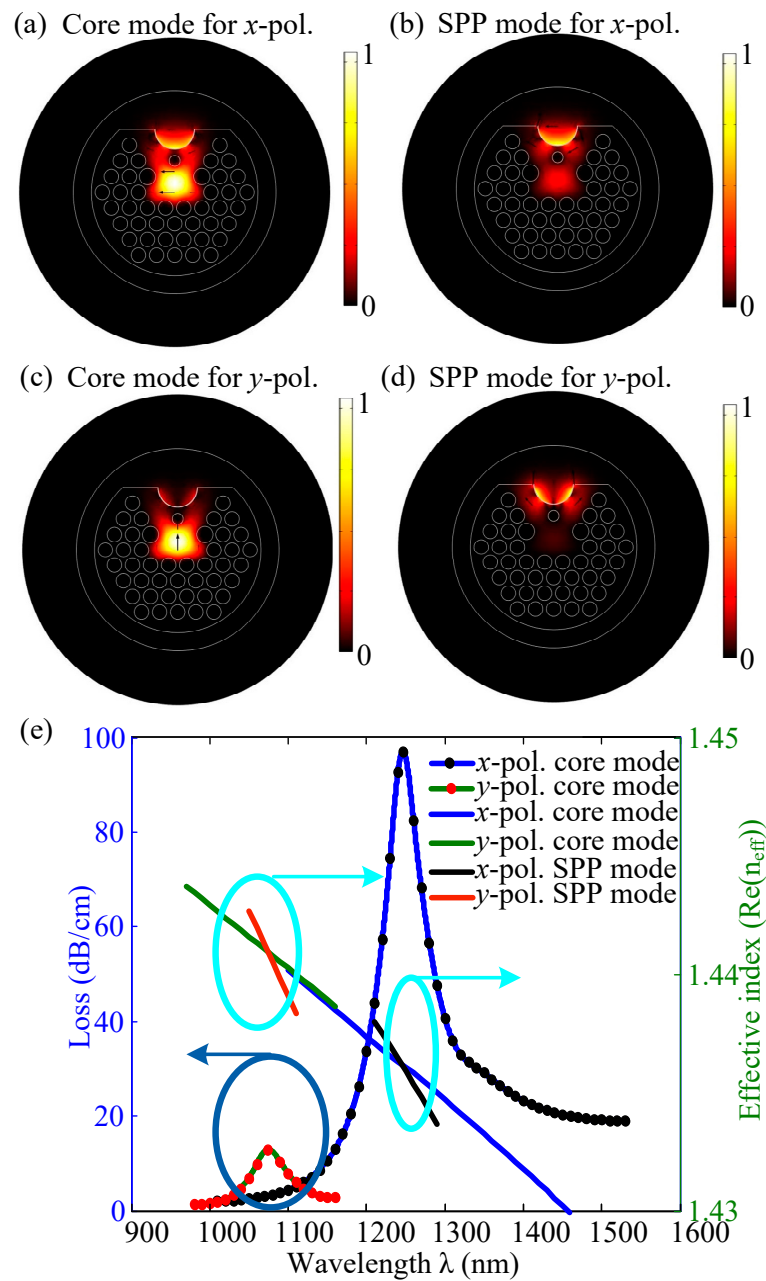 (a) Core mode for x-pol.
(b) SPP mode for x-pol.
1
0
1
0
(c) Core mode for y-pol.
(d) SPP mode for y-pol.
1
0
1
0
(e)
100
80
60
40
20
0
Loss (dB/cm)
x-pol. core mode
y-pol. core mode
x-pol. core mode
y-pol. core mode
x-pol. SPP mode
y-pol. SPP mode
1.45
1.44
1.43
Effective index (Re(n_eff))
900 1000 1100 1200 1300 1400 1500 1600
Wavelength λ (nm)